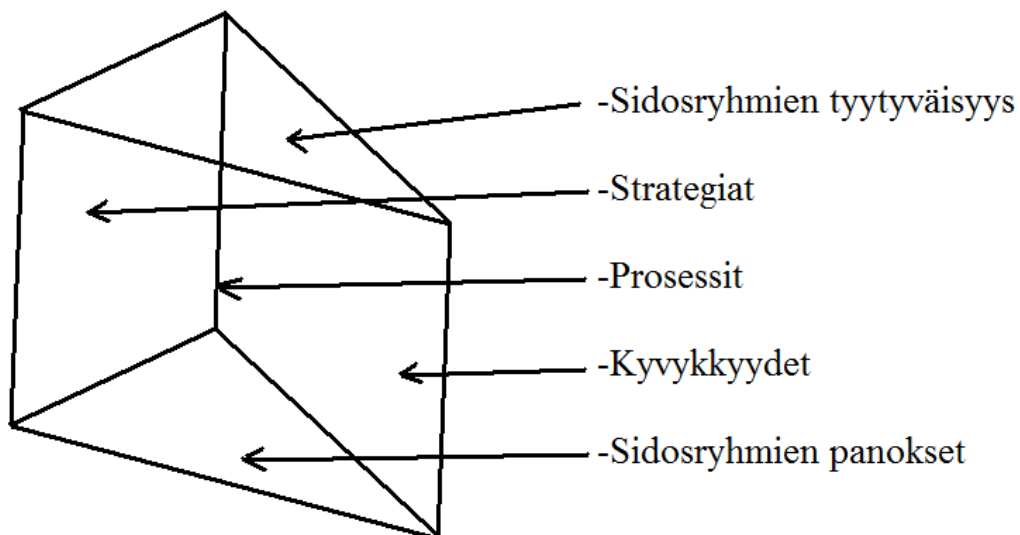 -Sidosryhmien tyytyväisyys
-Strategiat
-Prosessit
-Kyvykkyydet
-Sidosryhmien panokset